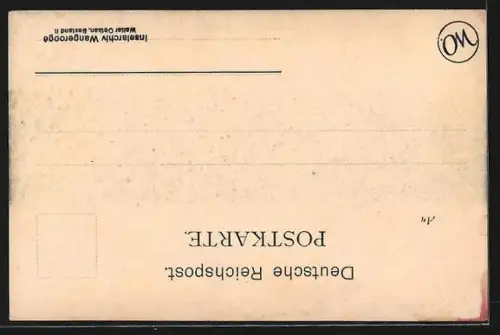 Deutsche Reichspost.
POSTKARTE.
Inselarchiv Wangerooge
Walter Oetken, Bestand II